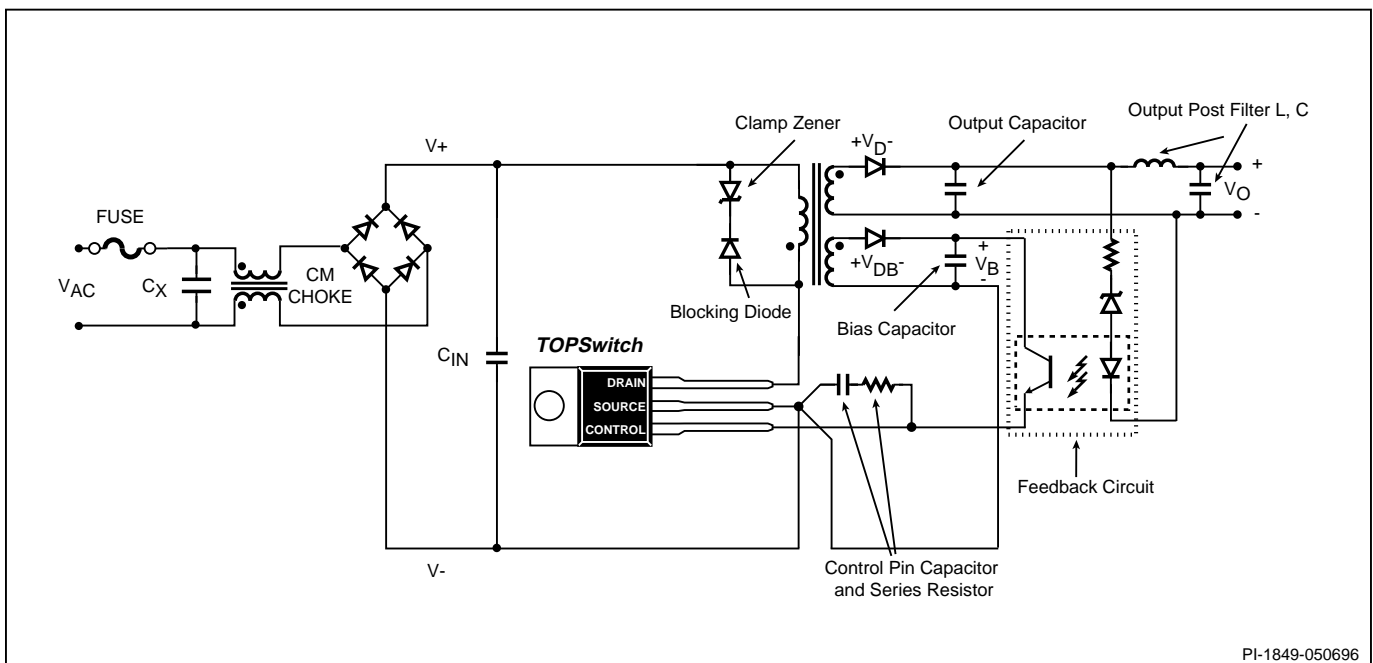 Output Post Filter L, C
Clamp Zener
Output Capacitor
+VD-
V+
+
VO
-
FUSE
VAC
CX
CM
CHOKE
+VDB-
+
VB
-
Blocking Diode
Bias Capacitor
CIN
TOPSwitch
DRAIN
SOURCE
CONTROL
Feedback Circuit
Control Pin Capacitor
and Series Resistor
V-
PI-1849-050696